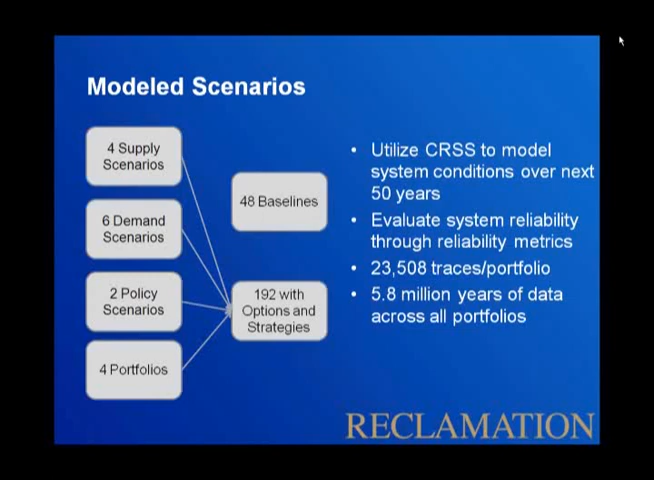 Modeled Scenarios
4 Supply
Scenarios
6 Demand
Scenarios
2 Policy
Scenarios
4 Portfolios
48 Baselines
192 with
Options and
Strategies
• Utilize CRSS to model
system conditions over next
50 years
• Evaluate system reliability
through reliability metrics
• 23,508 traces/portfolio
• 5.8 million years of data
across all portfolios
RECLAMATION